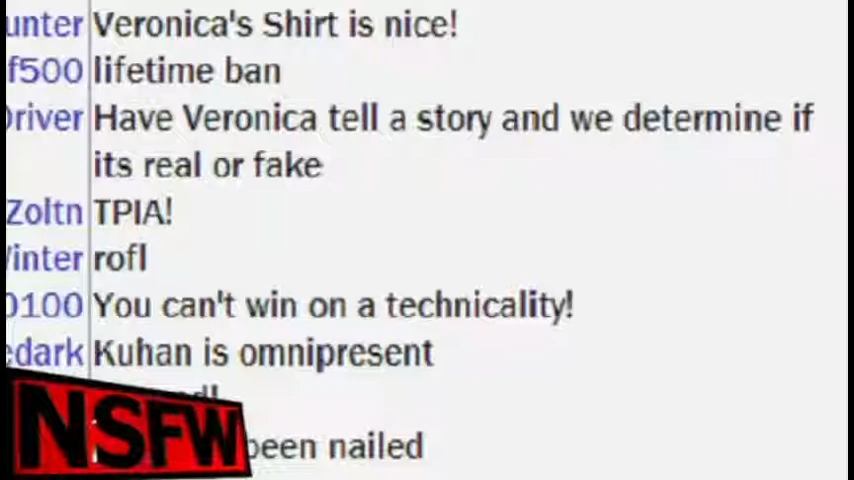 unter Veronica's Shirt is nice!
f500 lifetime ban
Driver Have Veronica tell a story and we determine if
its real or fake
Zoltn TPIA!
Winter rofl
0100 You can't win on a technicality!
edark Kuhan is omnipresent
NSFW been nailed